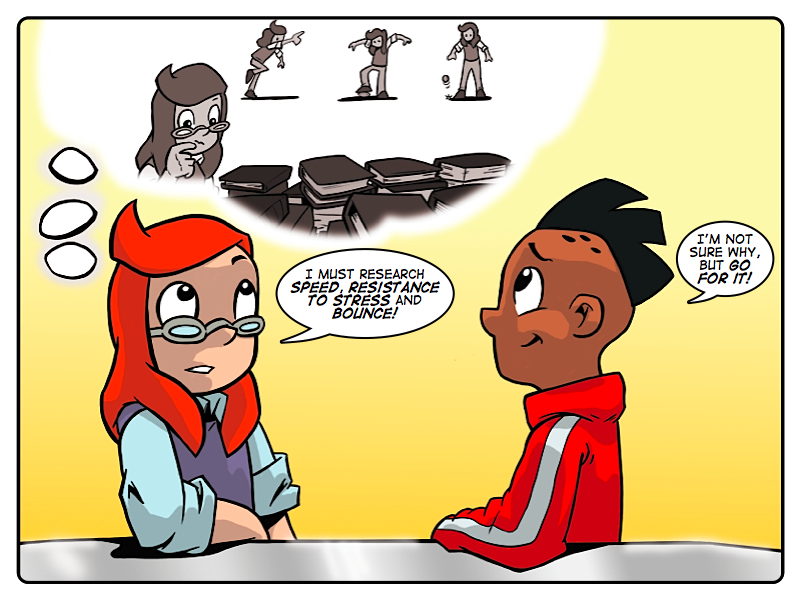 I MUST RESEARCH
SPEED, RESISTANCE
TO STRESS AND
BOUNCE!
I'M NOT
SURE WHY,
BUT GO
FOR IT!